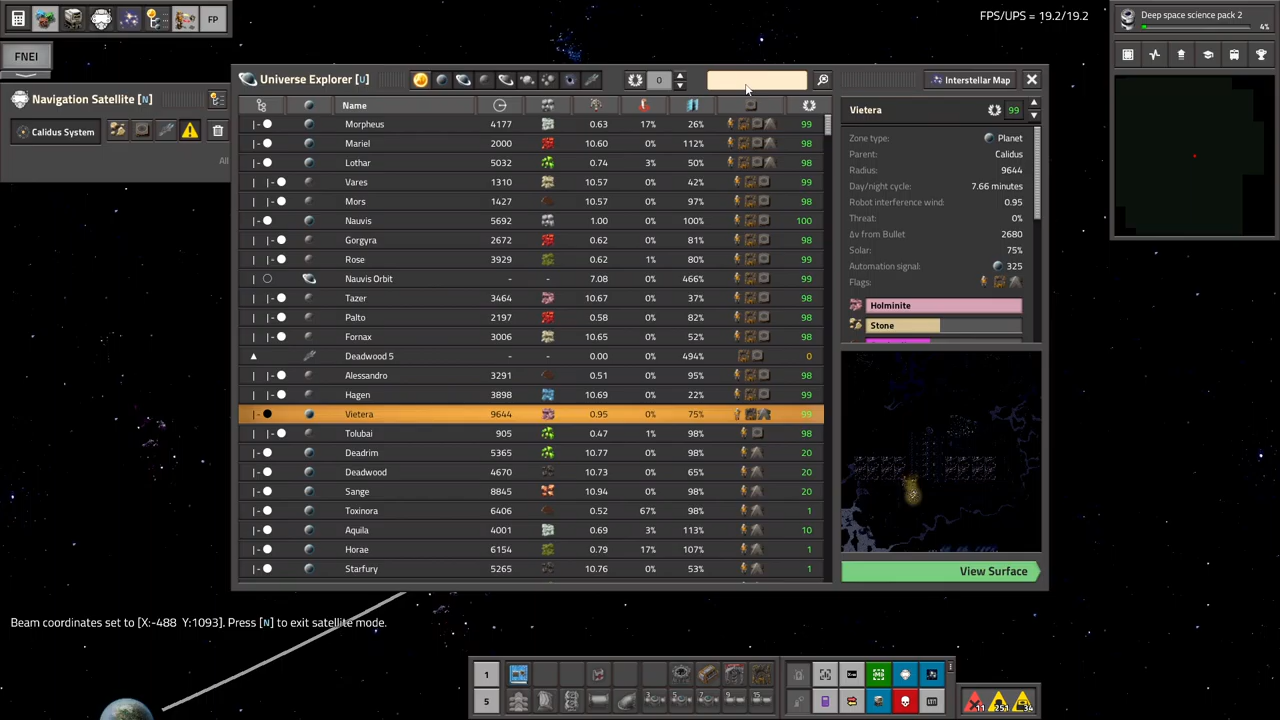 FPS/UPS = 19.2/19.2
Deep space science pack 2
4%
FP
FNEI
Navigation Satellite [N]
Calidus System
All
Universe Explorer [U]
0
Interstellar Map
Name
Morpheus 4177 0.63 17% 26% 99
Mariel 2000 10.60 0% 112% 98
Lothar 5032 0.74 3% 50% 98
Vares 1310 10.57 0% 42% 99
Mors 1427 10.57 0% 97% 98
Nauvis 5692 1.00 0% 100% 100
Gorgyra 2672 0.62 0% 81% 98
Rose 3929 0.62 1% 80% 99
Nauvis Orbit - - 7.08 0% 466% 99
Tazer 3464 10.67 0% 37% 98
Palto 2197 0.58 0% 82% 98
Fornax 3006 10.65 0% 52% 98
Deadwood 5 - - 0.00 0% 494% 0
Alessandro 3291 0.51 0% 95% 98
Hagen 3898 10.69 0% 22% 99
Vietera 9644 0.95 0% 75% 99
Tolubai 905 0.47 1% 98% 98
Deadrim 5365 10.77 0% 98% 20
Deadwood 4670 10.73 0% 65% 20
Sange 8845 10.94 0% 98% 20
Toxinora 6406 0.52 67% 98% 1
Aquila 4001 0.69 3% 113% 10
Horae 6154 0.79 17% 107% 1
Starfury 5265 10.76 0% 53% 1
Vietera 99
Zone type: Planet
Parent: Calidus
Radius: 9644
Day/night cycle: 7.66 minutes
Robot interference wind: 0.95
Threat: 0%
Δv from Bullet 2680
Solar: 75%
Automation signal: 325
Flags:
Holminite
Stone
View Surface
Beam coordinates set to [X:-488 Y:1093]. Press [N] to exit satellite mode.
1
5